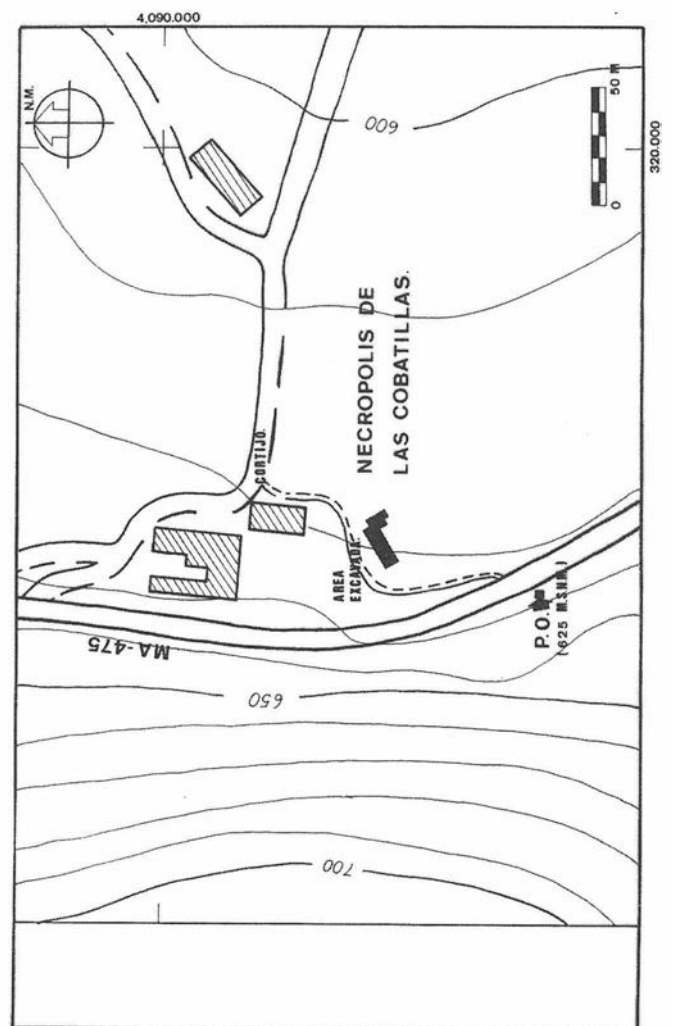 4,090.000
N.M.
600
0 50 M
320.000
NECROPOLIS DE
LAS COBATILLAS.
CORTIJO.
AREA
EXCAVADA.
P.O.
(625 M.S.N.M.)
MA-475
650
700